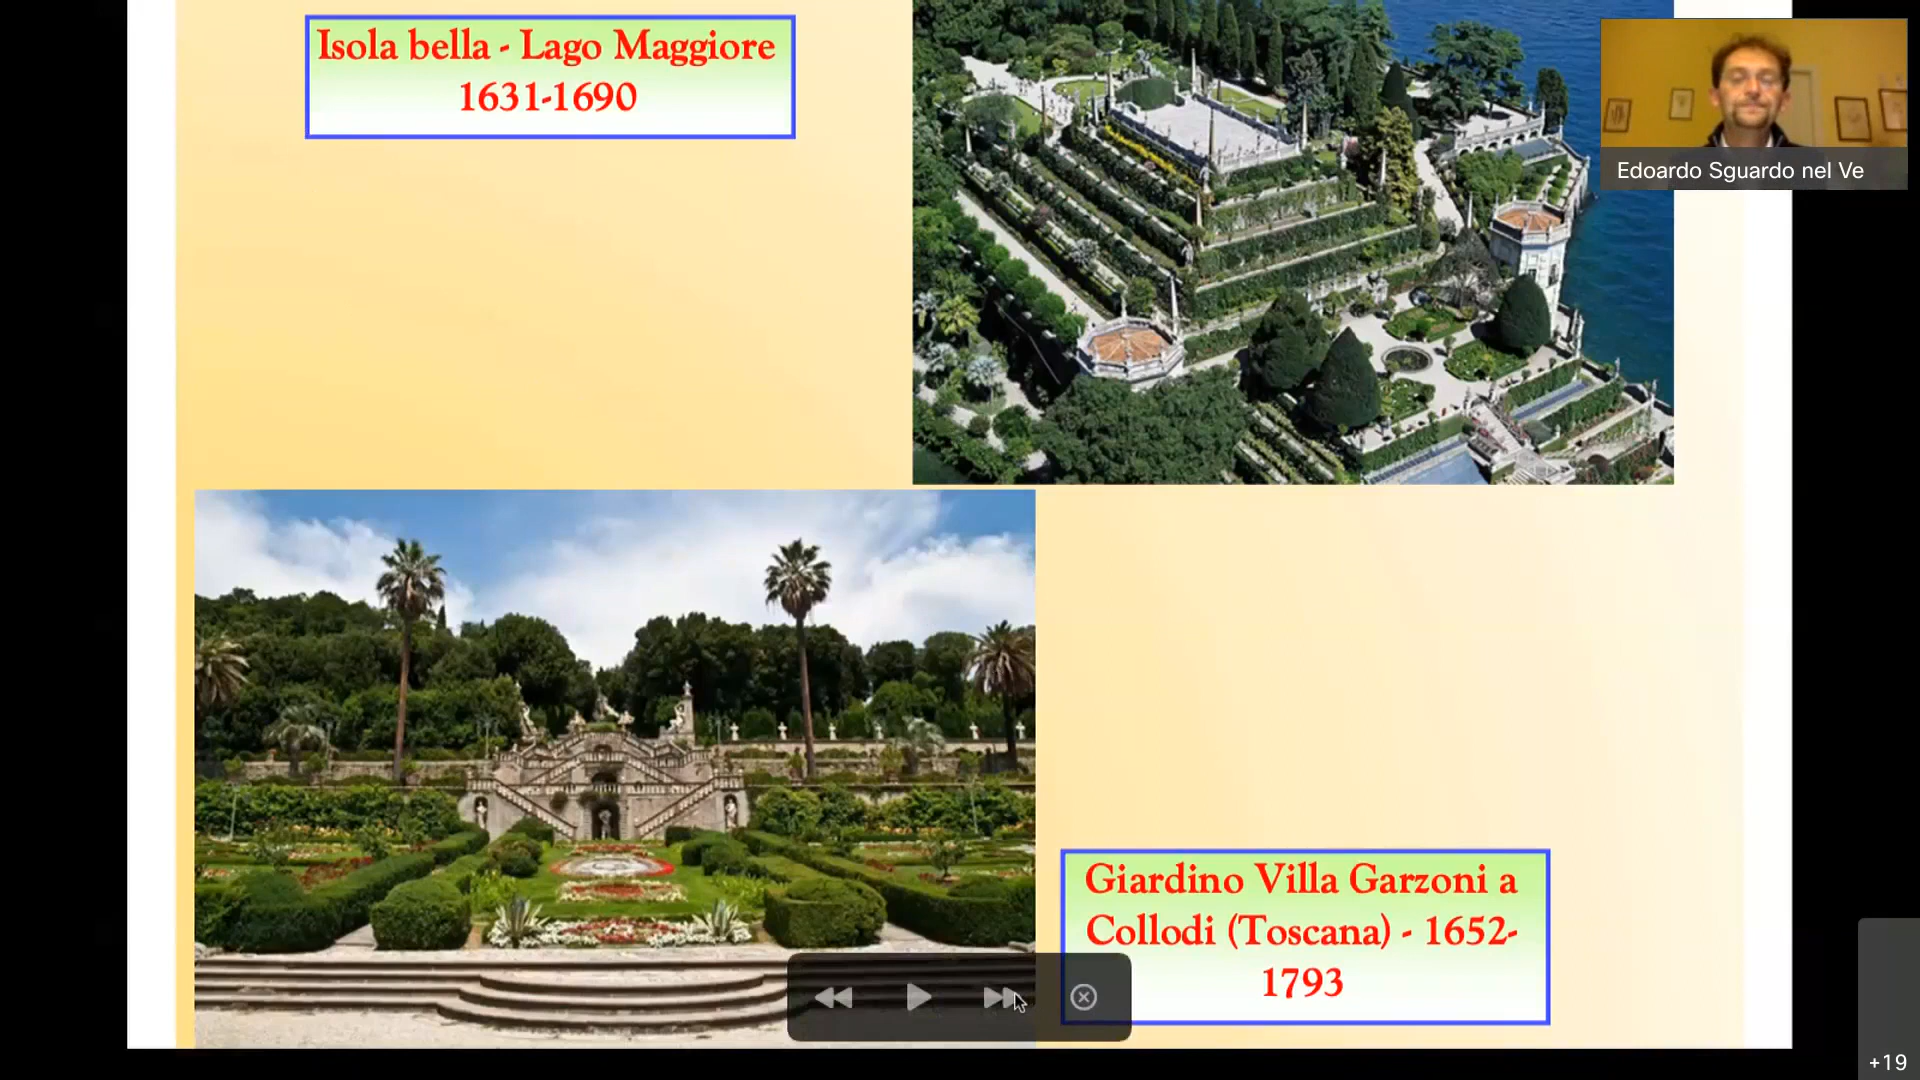 Isola bella - Lago Maggiore
1631-1690
Edoardo Sguardo nel Ve
Giardino Villa Garzoni a
Collodi (Toscana) - 1652-
1793
+19